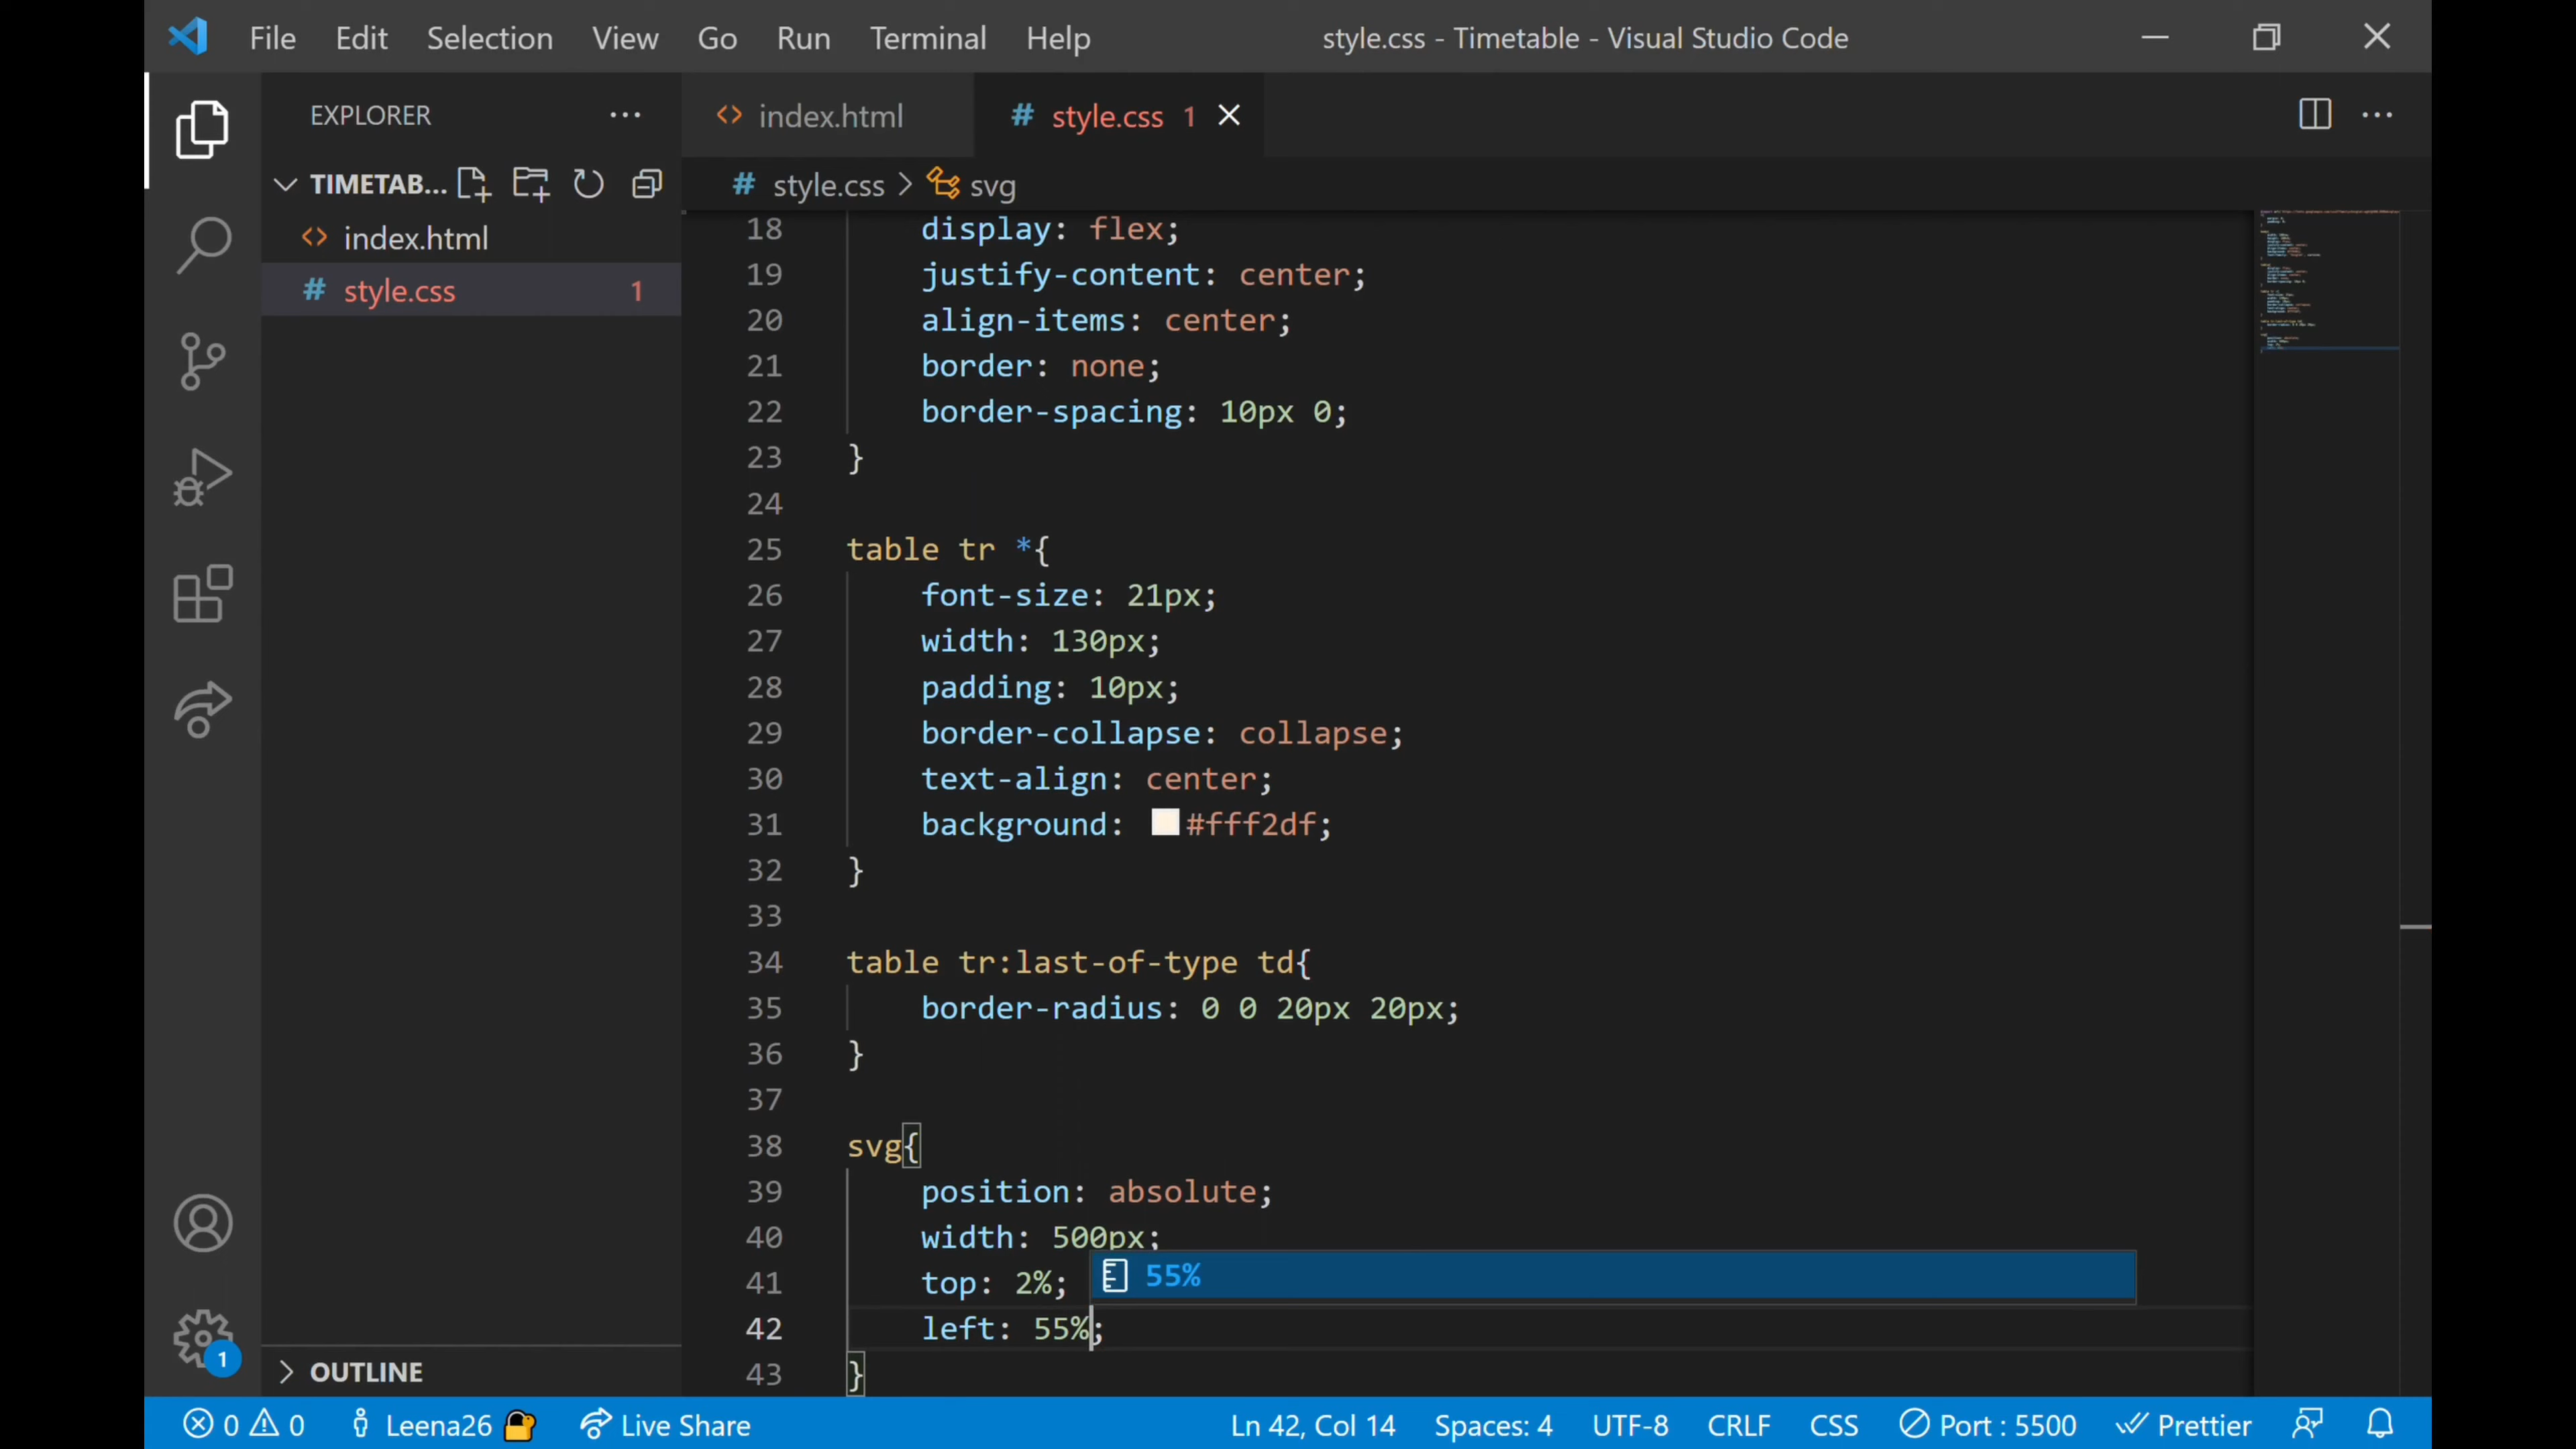 File Edit Selection View Go Run Terminal Help style.css - Timetable - Visual Studio Code
EXPLORER
index.html
style.css 1
TIMETAB...
index.html
style.css 1
style.css > svg
18 display: flex;
19 justify-content: center;
20 align-items: center;
21 border: none;
22 border-spacing: 10px 0;
23 }
24
25 table tr *{
26 font-size: 21px;
27 width: 130px;
28 padding: 10px;
29 border-collapse: collapse;
30 text-align: center;
31 background: #fff2df;
32 }
33
34 table tr:last-of-type td{
35 border-radius: 0 0 20px 20px;
36 }
37
38 svg{
39 position: absolute;
40 width: 500px;
41 top: 2%;
55%
42 left: 55%;
43 }
OUTLINE
1
0 0 Leena26 Live Share Ln 42, Col 14 Spaces: 4 UTF-8 CRLF CSS Port : 5500 Prettier